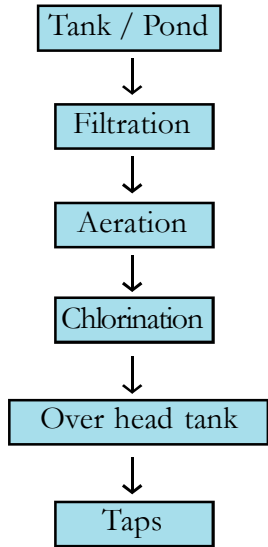 Tank / Pond
Filtration
Aeration
Chlorination
Over head tank
Taps